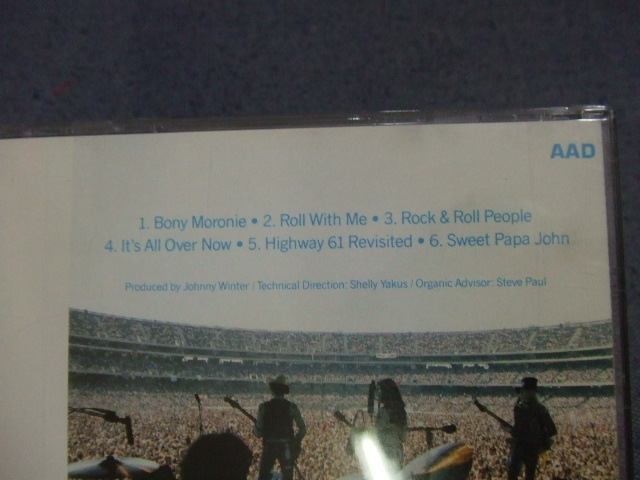 AAD
1. Bony Moronie • 2. Roll With Me • 3. Rock & Roll People
4. It's All Over Now • 5. Highway 61 Revisited • 6. Sweet Papa John
Produced by Johnny Winter / Technical Direction: Shelly Yakus / Organic Advisor: Steve Paul